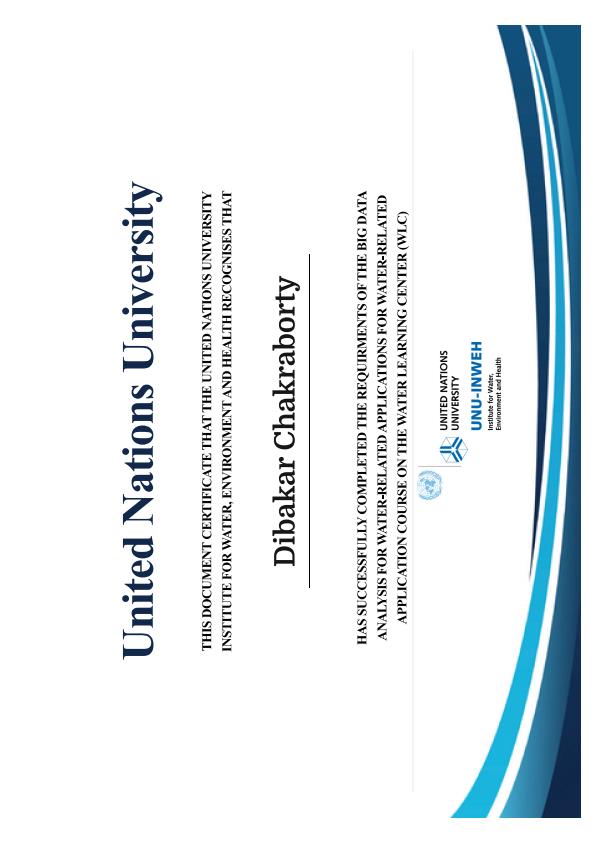 United Nations University
THIS DOCUMENT CERTIFICATE THAT THE UNITED NATIONS UNIVERSITY
INSTITUTE FOR WATER, ENVIRONMENT AND HEALTH RECOGNISES THAT
Dibakar Chakraborty
HAS SUCCESSFULLY COMPLETED THE REQUIRMENTS OF THE BIG DATA
ANALYSIS FOR WATER-RELATED APPLICATIONS FOR WATER-RELATED
APPLICATION COURSE ON THE WATER LEARNING CENTER (WLC)
UNITED NATIONS
UNIVERSITY
UNU-INWEH
Institute for Water,
Environment and Health